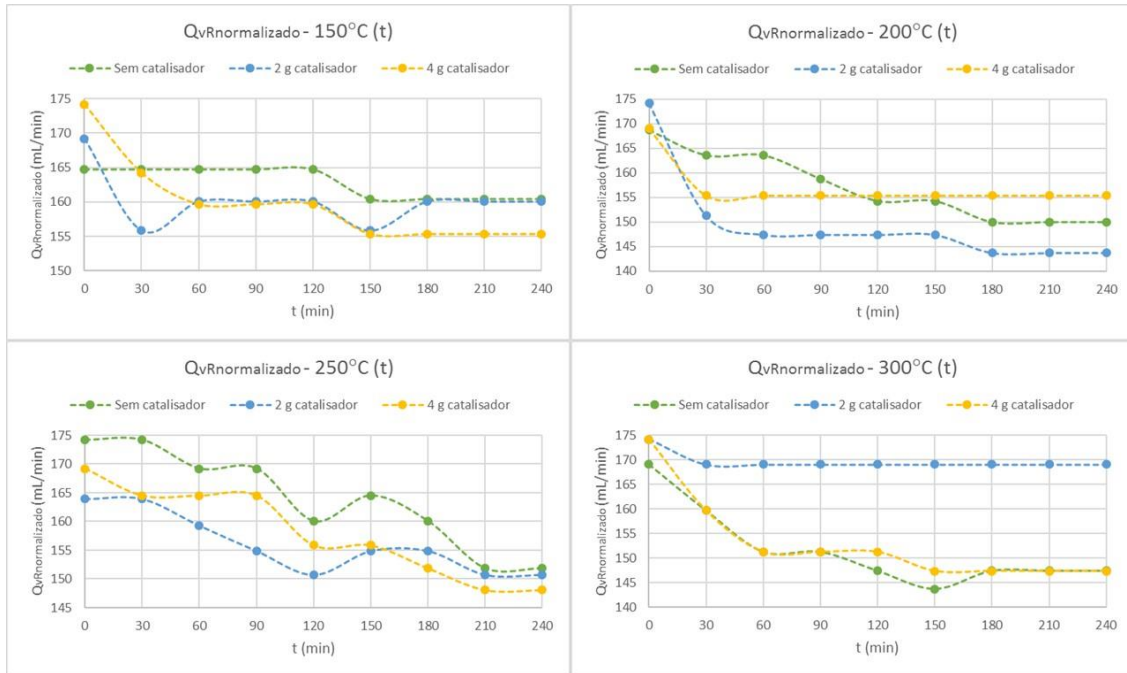 QvRnormalizado - 150°C (t)
Sem catalisador 2 g catalisador 4 g catalisador
QvRnormalizado (mL/min)
175
170
165
160
155
150
0 30 60 90 120 150 180 210 240
t (min)
QvRnormalizado - 200°C (t)
Sem catalisador 2 g catalisador 4 g catalisador
QvRnormalizado (mL/min)
175
170
165
160
155
150
145
140
0 30 60 90 120 150 180 210 240
t (min)
QvRnormalizado - 250°C (t)
Sem catalisador 2 g catalisador 4 g catalisador
QvRnormalizado (mL/min)
175
170
165
160
155
150
145
0 30 60 90 120 150 180 210 240
t (min)
QvRnormalizado - 300°C (t)
Sem catalisador 2 g catalisador 4 g catalisador
QvRnormalizado (mL/min)
175
170
165
160
155
150
145
140
0 30 60 90 120 150 180 210 240
t (min)